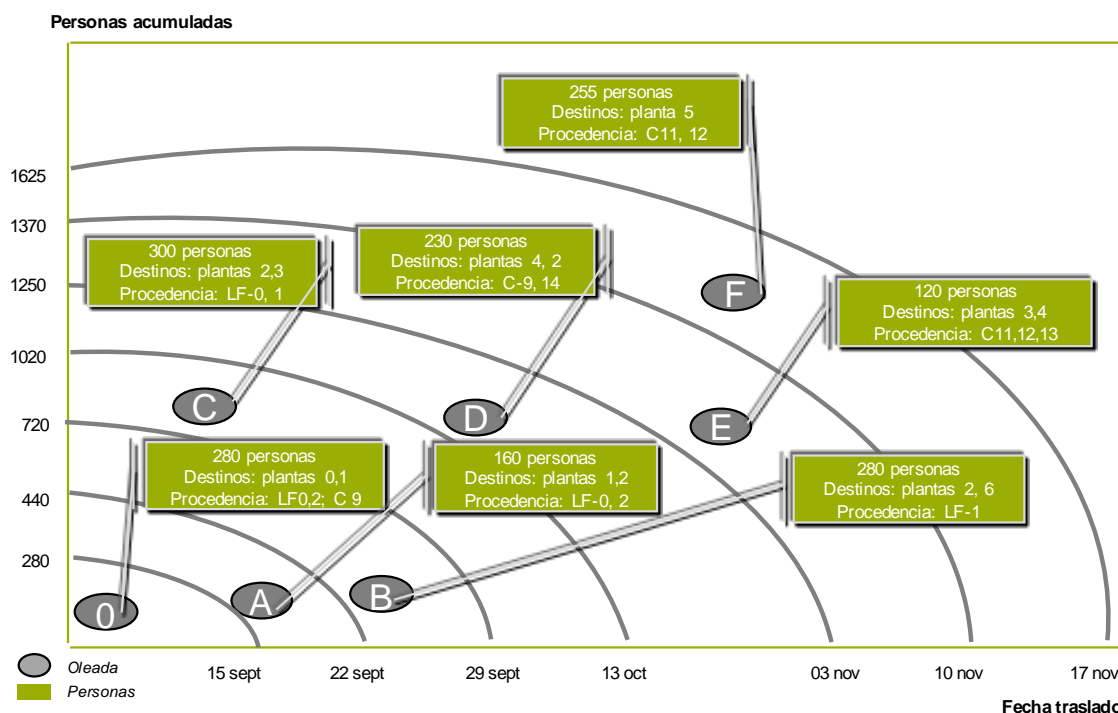 Personas acumuladas
255 personas
Destinos: planta 5
Procedencia: C11, 12
1625
1370
300 personas
Destinos: plantas 2,3
Procedencia: LF-0, 1
230 personas
Destinos: plantas 4, 2
Procedencia: C-9, 14
1250
F
120 personas
Destinos: plantas 3,4
Procedencia: C11,12,13
1020
C
D
E
720
280 personas
Destinos: plantas 0,1
Procedencia: LF0,2; C 9
160 personas
Destinos: plantas 1,2
Procedencia: LF-0, 2
280 personas
Destinos: plantas 2, 6
Procedencia: LF-1
440
280
0
A
B
15 sept
22 sept
29 sept
13 oct
03 nov
10 nov
17 nov
Oleada
Personas
Fecha traslado